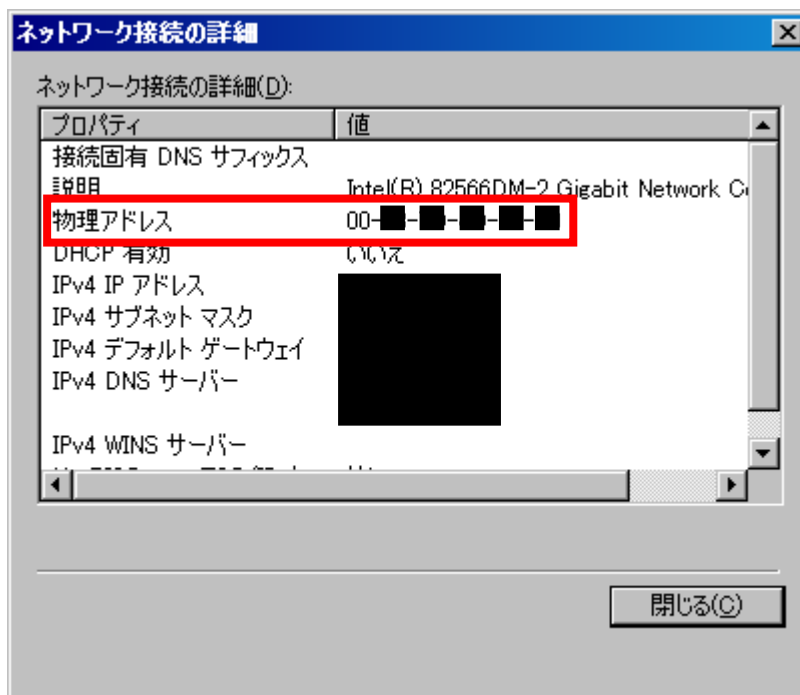 ネットワーク接続の詳細
ネットワーク接続の詳細(D):
プロパティ 値
接続固有 DNS サフィックス
説明 Intel(R) 82566DM-2 Gigabit Network
物理アドレス 00-
DHCP 有効 いいえ
IPv4 IP アドレス
IPv4 サブネット マスク
IPv4 デフォルト ゲートウェイ
IPv4 DNS サーバー
IPv4 WINS サーバー
閉じる(C)